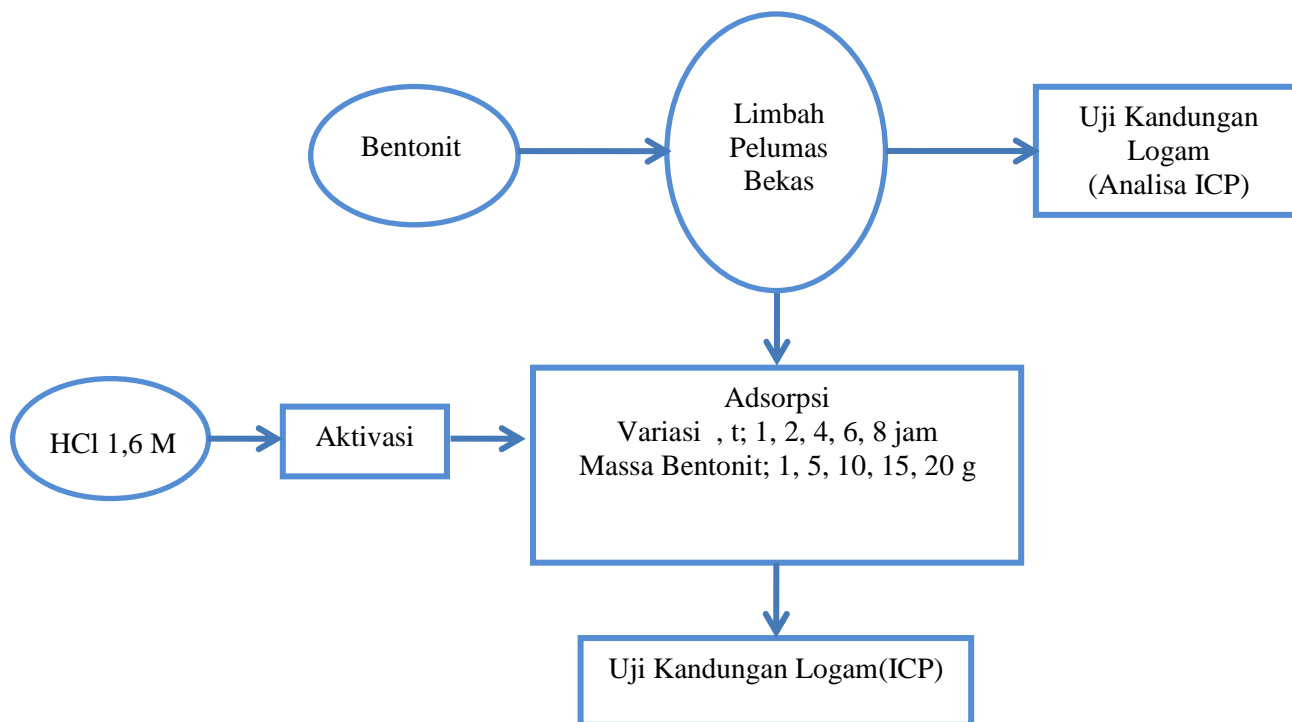 Bentonit
Limbah
Pelumas
Bekas
Uji Kandungan
Logam
(Analisa ICP)
HCl 1,6 M
Aktivasi
Adsorpsi
Variasi , t; 1, 2, 4, 6, 8 jam
Massa Bentonit; 1, 5, 10, 15, 20 g
Uji Kandungan Logam(ICP)